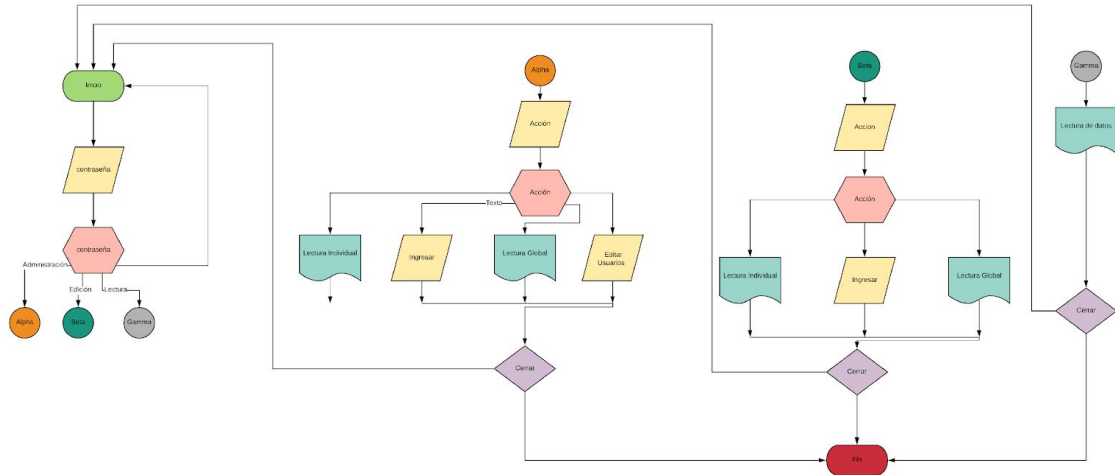 Inicio
contraseña
contraseña
Administración
Edición
Lectura
Alpha
Beta
Gamma
Alpha
Acción
Acción
Texto
Lectura Individual
Ingresar
Lectura Global
Editar
Usuarios
Cerrar
Beta
Accion
Acción
Lectura Individual
Ingresar
Lectura Global
Cerrar
Gamma
Lectura de datos
Cerrar
Fin